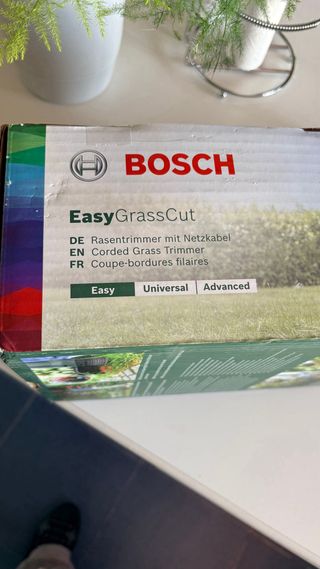 BOSCH
EasyGrassCut
DE Rasentrimmer mit Netzkabel
EN Corded Grass Trimmer
FR Coupe-bordures filaires
Easy Universal Advanced